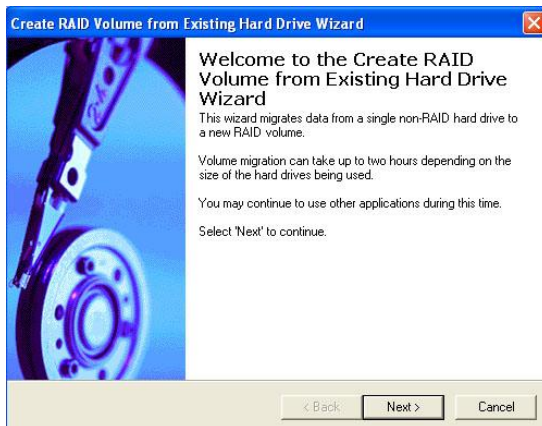 Create RAID Volume from Existing Hard Drive Wizard
Welcome to the Create RAID
Volume from Existing Hard Drive
Wizard
This wizard migrates data from a single non-RAID hard drive to
a new RAID volume.
Volume migration can take up to two hours depending on the
size of the hard drives being used.
You may continue to use other applications during this time.
Select 'Next' to continue.
< Back
Next >
Cancel